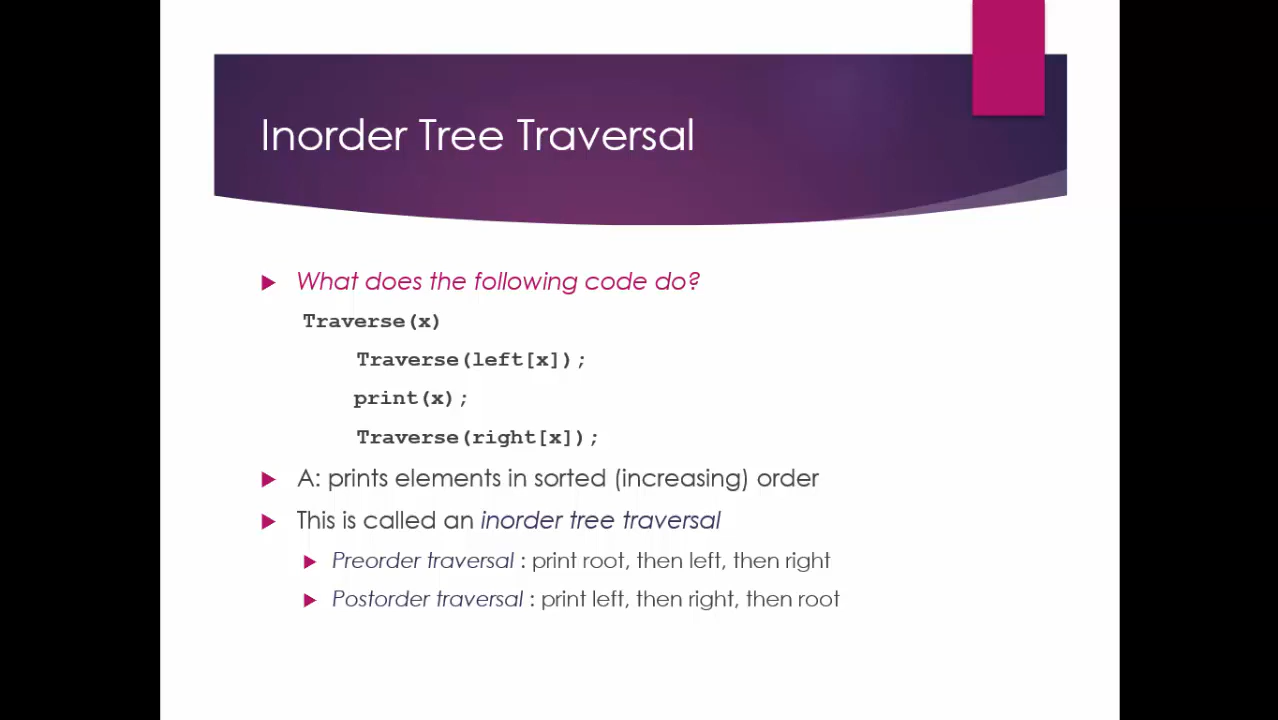 Inorder Tree Traversal
What does the following code do?
Traverse(x)
Traverse(left[x]);
print(x);
Traverse(right[x]);
A: prints elements in sorted (increasing) order
This is called an inorder tree traversal
Preorder traversal : print root, then left, then right
Postorder traversal : print left, then right, then root